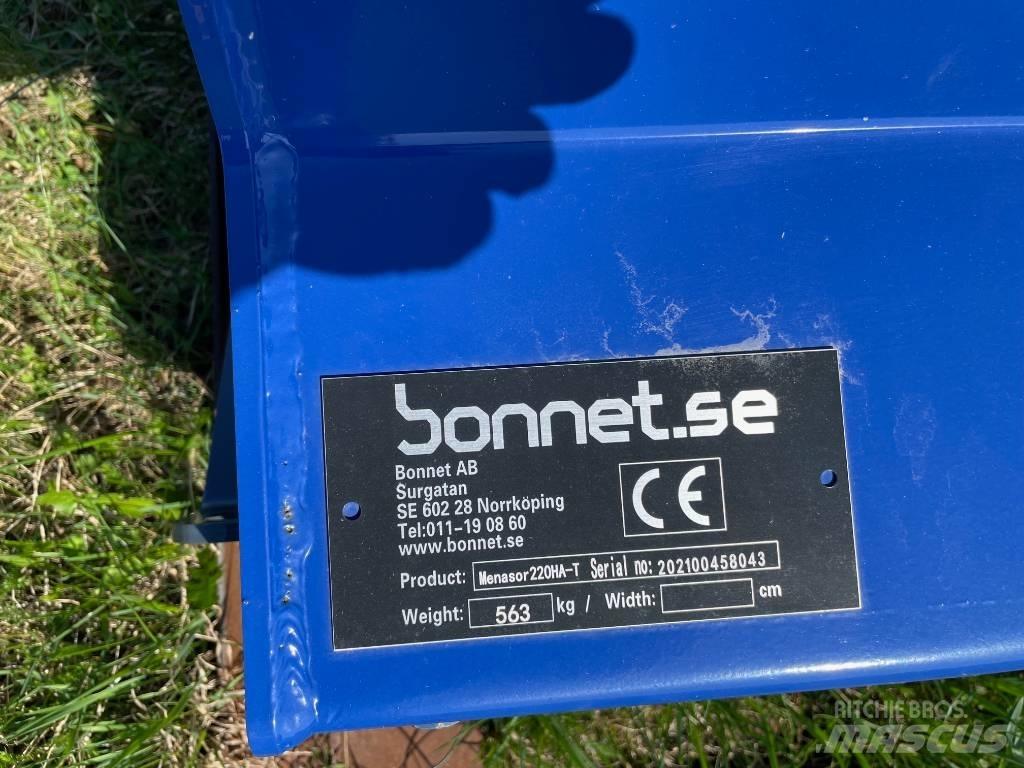 bonnet.se
Bonnet AB
Surgatan
SE 602 28 Norrköping
Tel:011-19 08 60
www.bonnet.se
CE
Product: Menasor220HA-T Serial no: 202100458043
Weight: 563 kg / Width: cm
RITCHIE BROS.
MASCUS